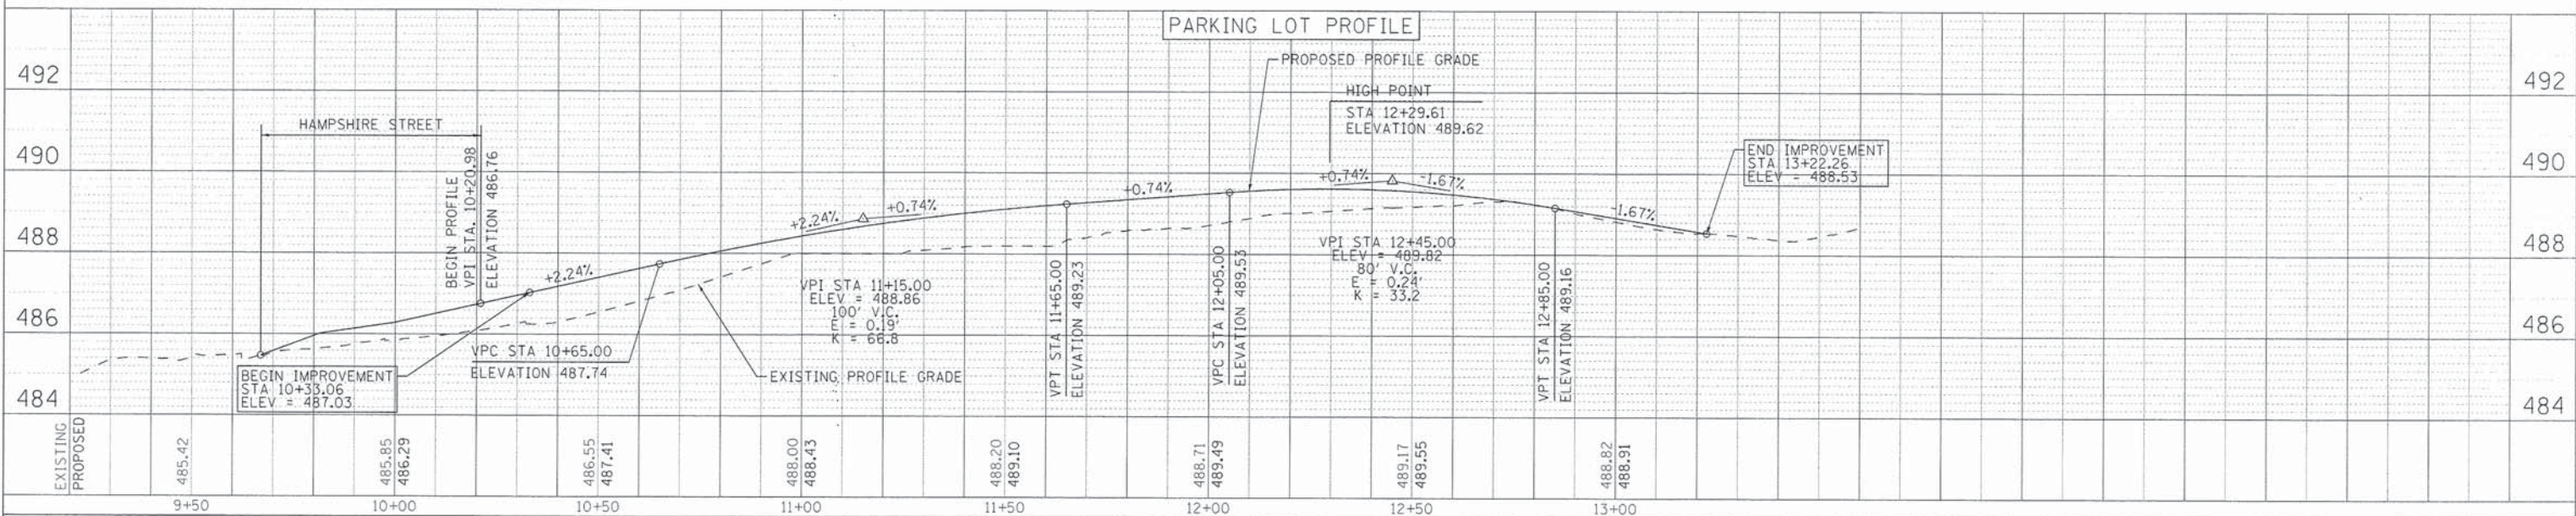 PARKING LOT PROFILE
PROPOSED PROFILE GRADE
492
492
HIGH POINT
STA 12+29.61
ELEVATION 489.62
HAMPSHIRE STREET
490
490
BEGIN PROFILE
VPI STA. 10+20.98
ELEVATION 486.76
END IMPROVEMENT
STA 13+22.26
ELEV = 488.53
+2.24%
+2.24%
+0.74%
+0.74%
+0.74%
-1.67%
-1.67%
488
488
VPI STA 11+15.00
ELEV = 488.86
100' V.C.
E = 0.19'
K = 66.8
VPT STA 11+65.00
ELEVATION 489.23
VPC STA 12+05.00
ELEVATION 489.53
VPI STA 12+45.00
ELEV = 489.82
80' V.C.
E = 0.24'
K = 33.2
VPT STA 12+85.00
ELEVATION 489.16
486
486
VPC STA 10+65.00
ELEVATION 487.74
EXISTING PROFILE GRADE
BEGIN IMPROVEMENT
STA 10+33.06
ELEV = 487.03
484
484
EXISTING
PROPOSED
485.42
485.85
486.29
486.55
487.41
488.00
488.43
488.20
489.10
488.71
489.49
489.17
489.55
488.82
488.91
9+50
10+00
10+50
11+00
11+50
12+00
12+50
13+00